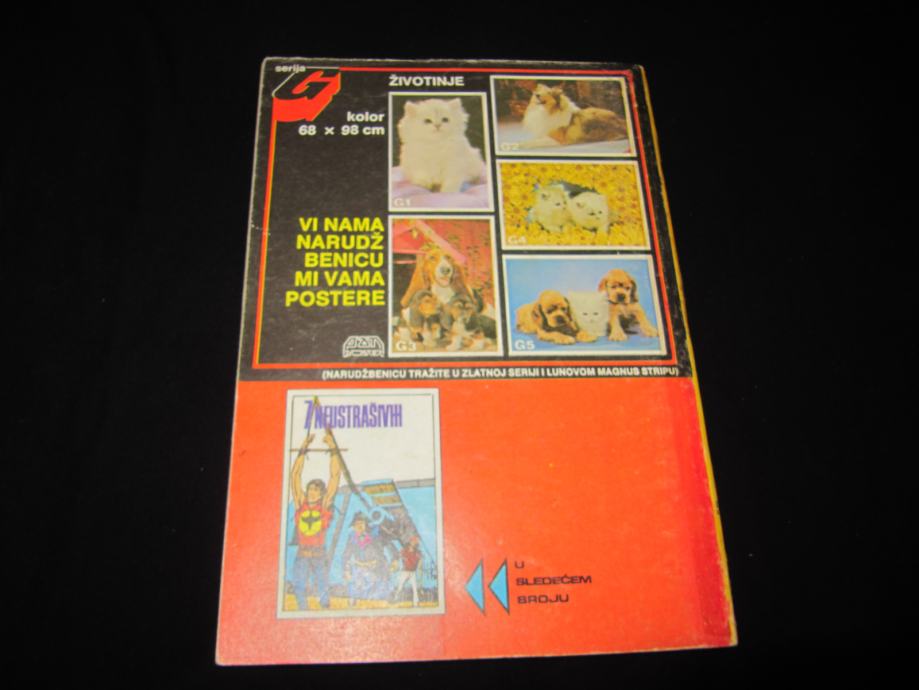 serija
G
ŽIVOTINJE
kolor
68 × 98 cm
G1
G2
VI NAMA
NARUDŽ
BENICU
MI VAMA
POSTERE
G4
G3
G5
(NARUDŽBENICU TRAŽITE U ZLATNOJ SERIJI I LUNOVOM MAGNUS STRIPU)
7 NEUSTRAŠIVIH
U
SLEDEĆEM
BROJU